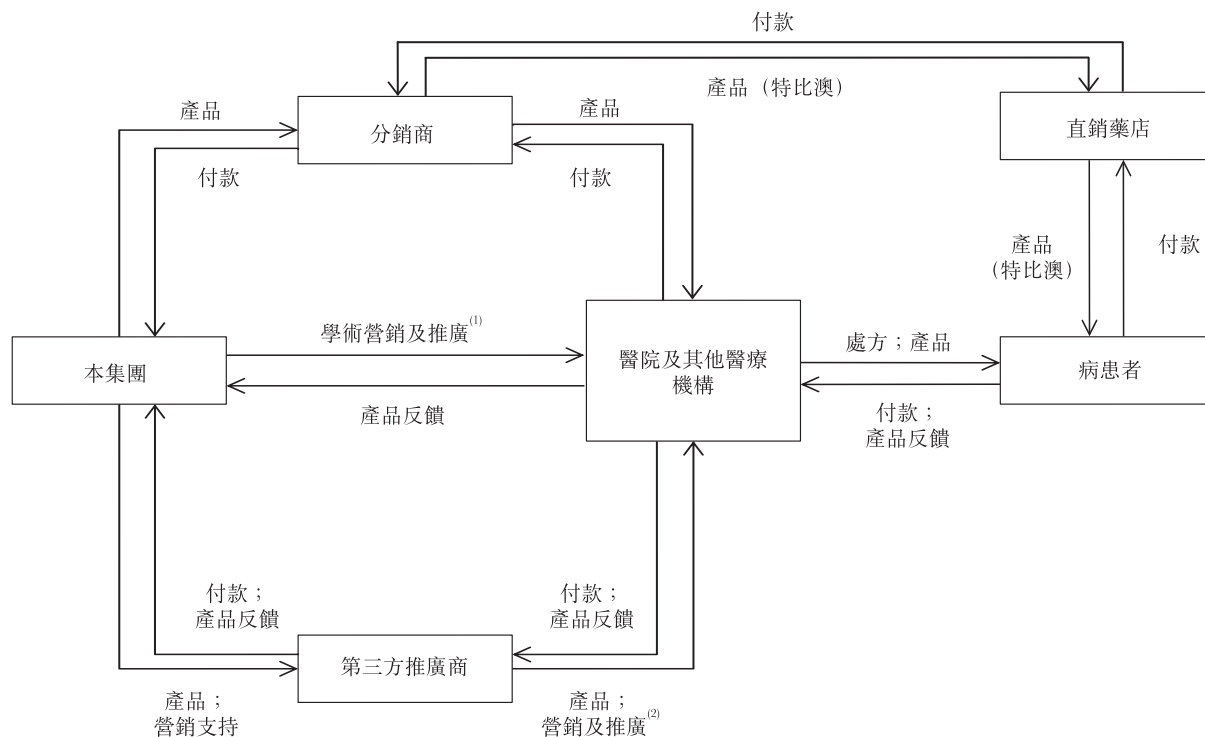 付款
產品（特比澳）
產品
分銷商
產品
直銷藥店
付款
付款
產品
（特比澳）
付款
學術營銷及推廣(1)
本集團
醫院及其他醫療
機構
處方；產品
病患者
產品反饋
付款；
產品反饋
付款；
產品反饋
付款；
產品反饋
第三方推廣商
產品；
營銷支持
產品；
營銷及推廣(2)